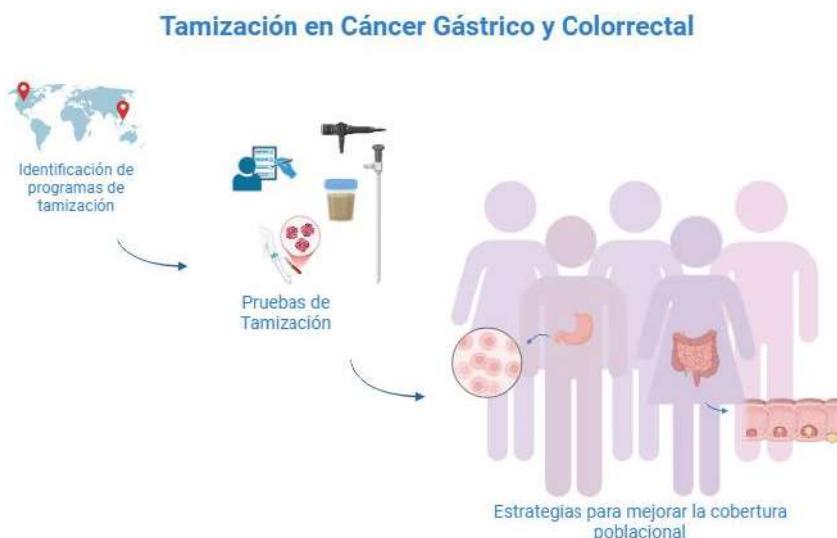 Tamización en Cáncer Gástrico y Colorrectal
Identificación de
programas de
tamización
Pruebas de
Tamización
Estrategias para mejorar la cobertura
poblacional